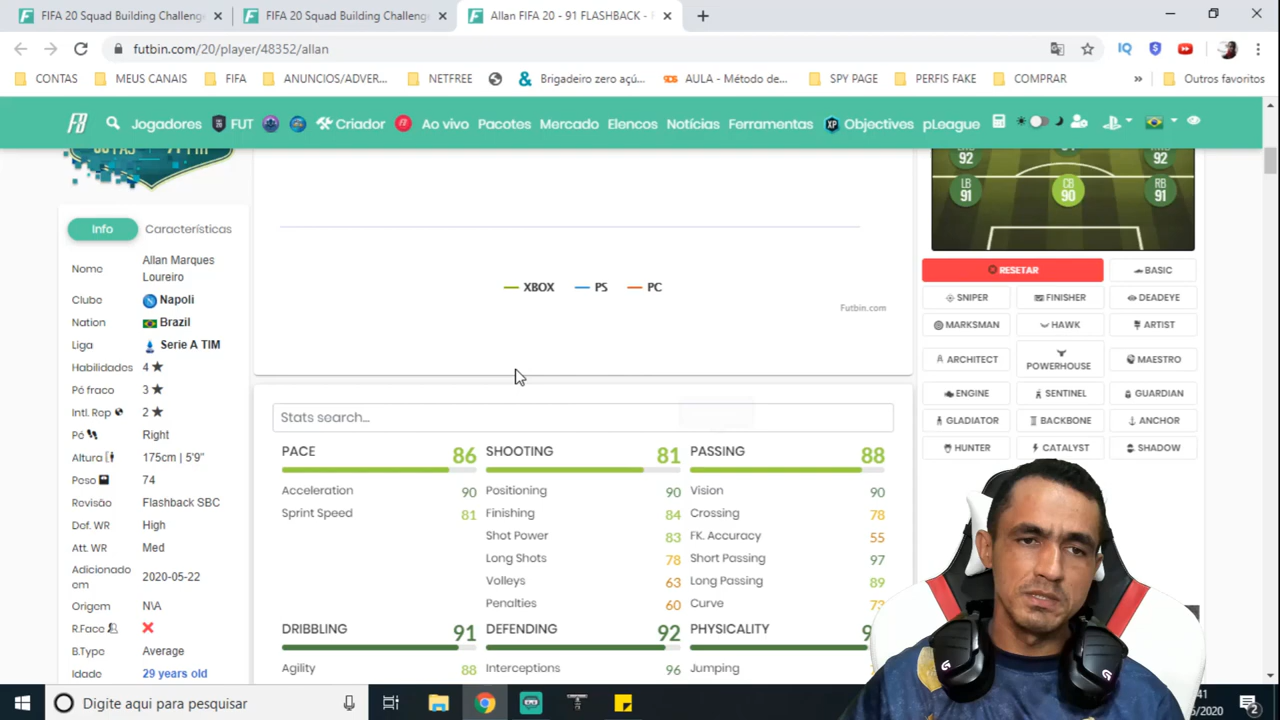 FIFA 20 Squad Building Challenge
FIFA 20 Squad Building Challeng
Allan FIFA 20 - 91 FLASHBACK -
futbin.com/20/player/48352/allan
CONTAS MEUS CANAIS FIFA ANUNCIOS/ADVER... NETFREE Brigadeiro zero açú... AULA - Método de... SPY PAGE PERFIS FAKE COMPRAR » Outros favoritos
Jogadores FUT Criador Ao vivo Pacotes Mercado Elencos Notícias Ferramentas XP Objectives pLeague
92 92
LB CB RB
91 90 91
Info Características
Nome Allan Marques Loureiro
Clube Napoli
Nation Brazil
Liga Serie A TIM
Habilidades 4
Pé fraco 3
Intl. Rep 2
Pé Right
Altura 175cm | 5'9"
Peso 74
Revisão Flashback SBC
Def. WR High
Att. WR Med
Adicionado em 2020-05-22
Origem N\A
R.Face
B.Type Average
Idade 29 years old
XBOX PS PC
Futbin.com
Stats search...
PACE 86
Acceleration 90
Sprint Speed 81
SHOOTING 81
Positioning 90
Finishing 84
Shot Power 83
Long Shots 78
Volleys 63
Penalties 60
PASSING 88
Vision 90
Crossing 78
FK. Accuracy 55
Short Passing 97
Long Passing 89
Curve
DRIBBLING 91
Agility 88
DEFENDING 92
Interceptions 96
PHYSICALITY
Jumping
RESETAR BASIC
SNIPER FINISHER DEADEYE
MARKSMAN HAWK ARTIST
ARCHITECT POWERHOUSE MAESTRO
ENGINE SENTINEL GUARDIAN
GLADIATOR BACKBONE ANCHOR
HUNTER CATALYST SHADOW
Digite aqui para pesquisar
2